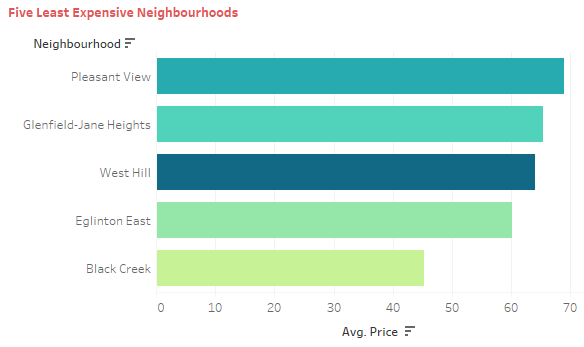 Five Least Expensive Neighbourhoods
Neighbourhood
Pleasant View
Glenfield-Jane Heights
West Hill
Eglinton East
Black Creek
0 10 20 30 40 50 60 70
Avg. Price